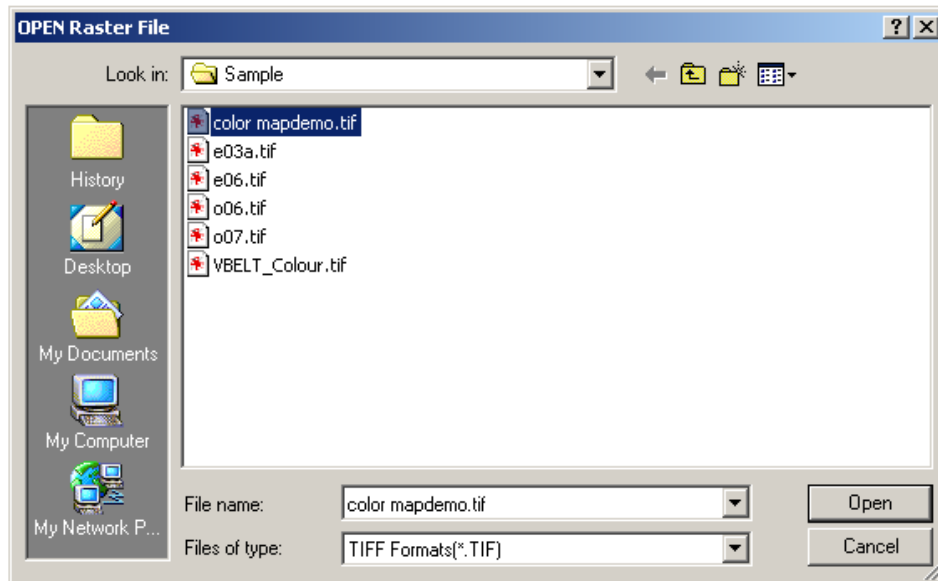 OPEN Raster File
Look in: Sample
History
Desktop
My Documents
My Computer
My Network P...
color mapdemo.tif
e03a.tif
e06.tif
o06.tif
o07.tif
VBELT_Colour.tif
File name: color mapdemo.tif Open
Files of type: TIFF Formats(*.TIF) Cancel